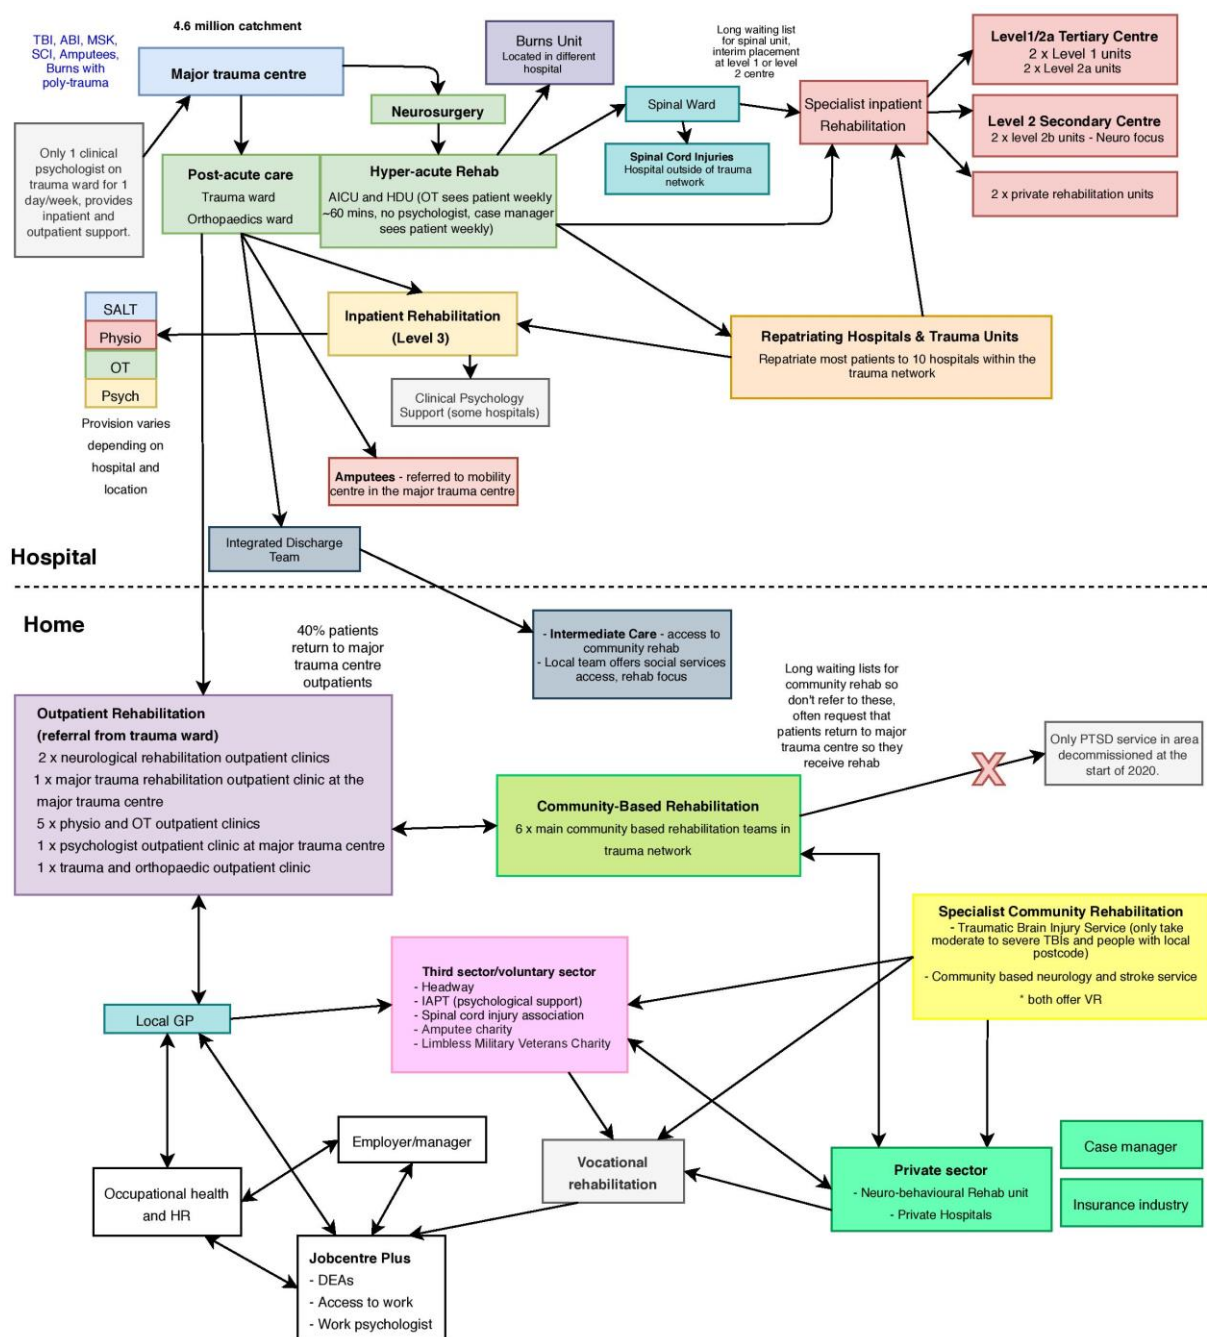 4.6 million catchment
TBI, ABI, MSK,
SCI, Amputees,
Burns with
poly-trauma
Major trauma centre
Neurosurgery
Burns Unit
Located in different
hospital
Long waiting list
for spinal unit,
interim placement
at level 1 or level
2 centre
Level1/2a Tertiary Centre
2 x Level 1 units
2 x Level 2a units
Only 1 clinical
psychologist on
trauma ward for 1
day/week, provides
inpatient and
outpatient support.
Post-acute care
Trauma ward
Orthopaedics ward
Hyper-acute Rehab
AICU and HDU (OT sees patient weekly
~60 mins, no psychologist, case manager
sees patient weekly)
Spinal Ward
Spinal Cord Injuries
Hospital outside of trauma
network
Specialist inpatient
Rehabilitation
Level 2 Secondary Centre
2 x level 2b units - Neuro focus
2 x private rehabilitation units
SALT
Physio
OT
Psych
Provision varies
depending on
hospital and
location
Inpatient Rehabilitation
(Level 3)
Clinical Psychology
Support (some hospitals)
Repatriating Hospitals & Trauma Units
Repatriate most patients to 10 hospitals within the
trauma network
Amputees - referred to mobility
centre in the major trauma centre
Integrated Discharge
Team
Hospital
Home
40% patients
return to major
trauma centre
outpatients
- Intermediate Care - access to
community rehab
- Local team offers social services
access, rehab focus
Long waiting lists for
community rehab so
don't refer to these,
often request that
patients return to major
trauma centre so they
receive rehab
X
Only PTSD service in area
decommissioned at the
start of 2020.
Outpatient Rehabilitation
(referral from trauma ward)
2 x neurological rehabilitation outpatient clinics
1 x major trauma rehabilitation outpatient clinic at the
major trauma centre
5 x physio and OT outpatient clinics
1 x psychologist outpatient clinic at major trauma centre
1 x trauma and orthopaedic outpatient clinic
Community-Based Rehabilitation
6 x main community based rehabilitation teams in
trauma network
Specialist Community Rehabilitation
- Traumatic Brain Injury Service (only take
moderate to severe TBIs and people with local
postcode)
- Community based neurology and stroke service
* both offer VR
Third sector/voluntary sector
- Headway
- IAPT (psychological support)
- Spinal cord injury association
- Amputee charity
- Limbless Military Veterans Charity
Local GP
Employer/manager
Occupational health
and HR
Vocational
rehabilitation
Private sector
- Neuro-behavioural Rehab unit
- Private Hospitals
Case manager
Insurance industry
Jobcentre Plus
- DEAs
- Access to work
- Work psychologist